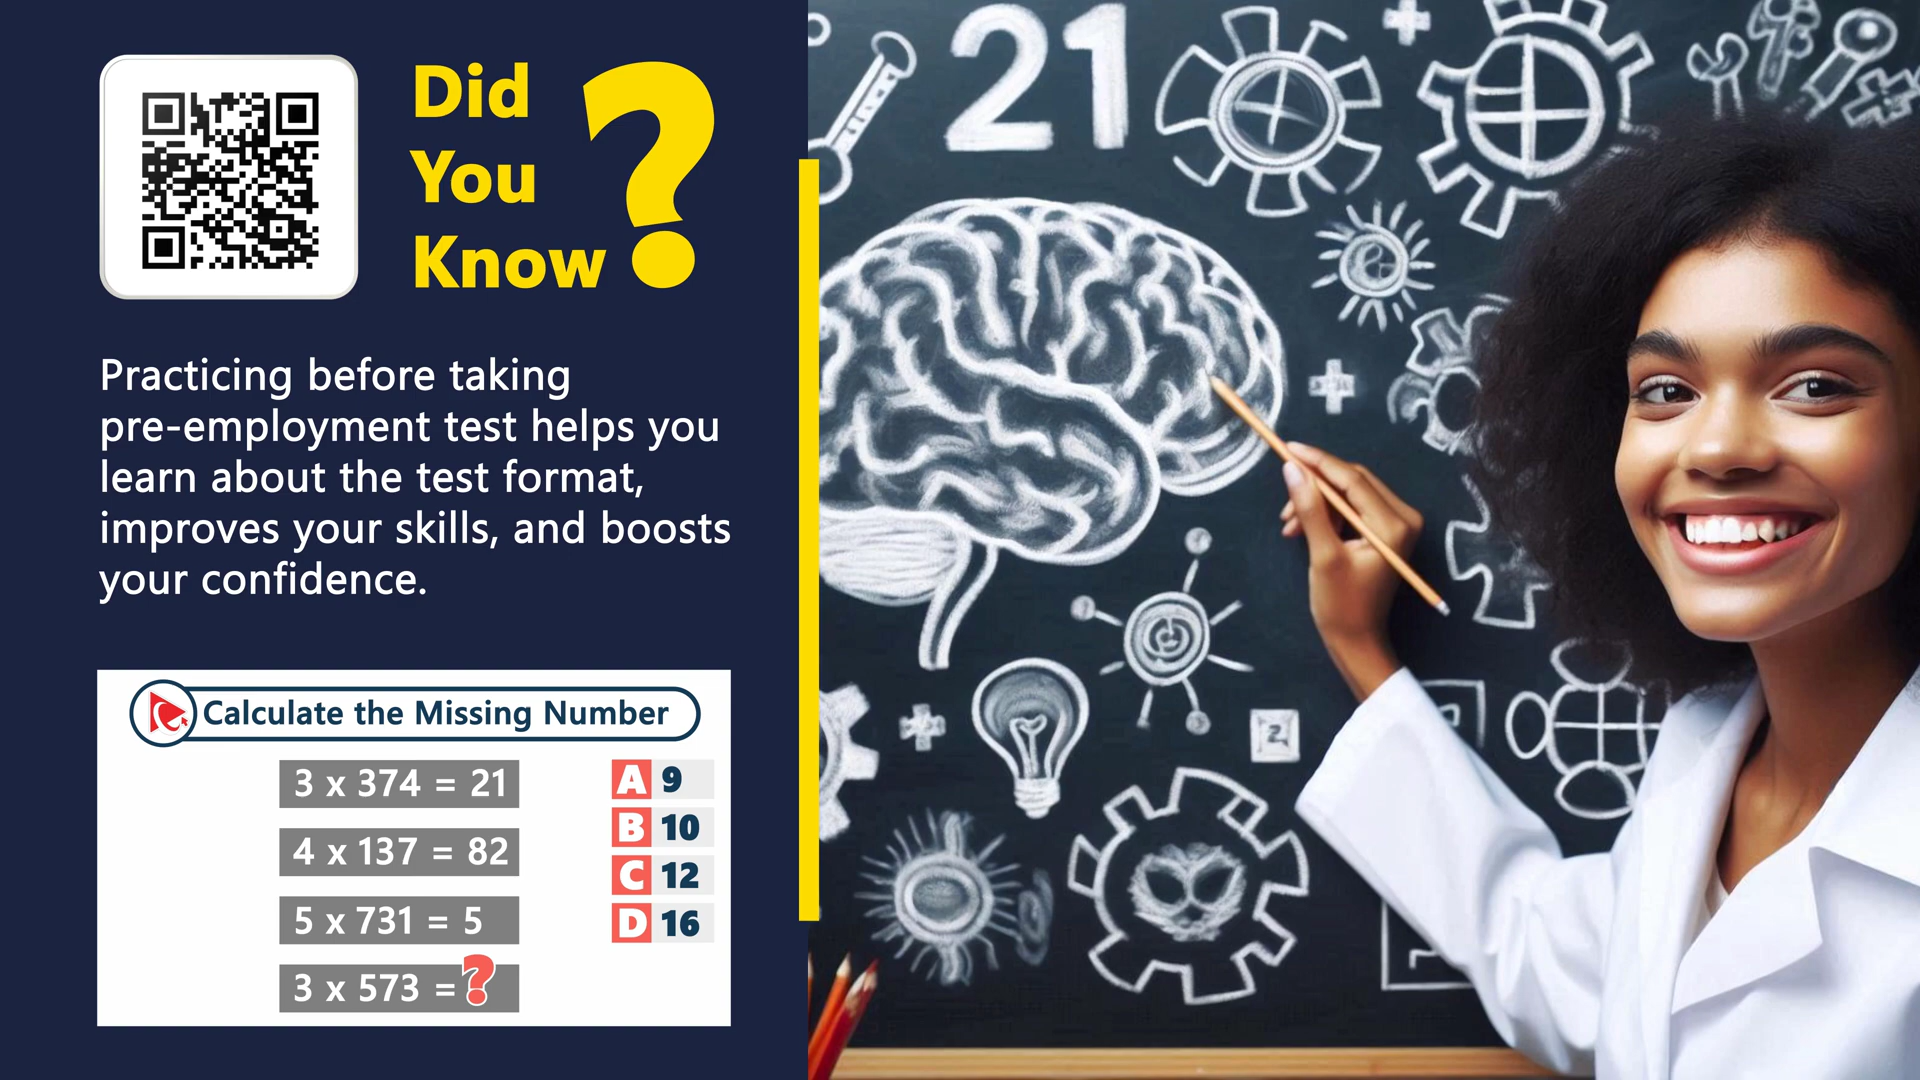 Did
You
Know ?
Practicing before taking
pre-employment test helps you
learn about the test format,
improves your skills, and boosts
your confidence.
Calculate the Missing Number
3 x 374 = 21
4 x 137 = 82
5 x 731 = 5
3 x 573 = ?
A 9
B 10
C 12
D 16
21